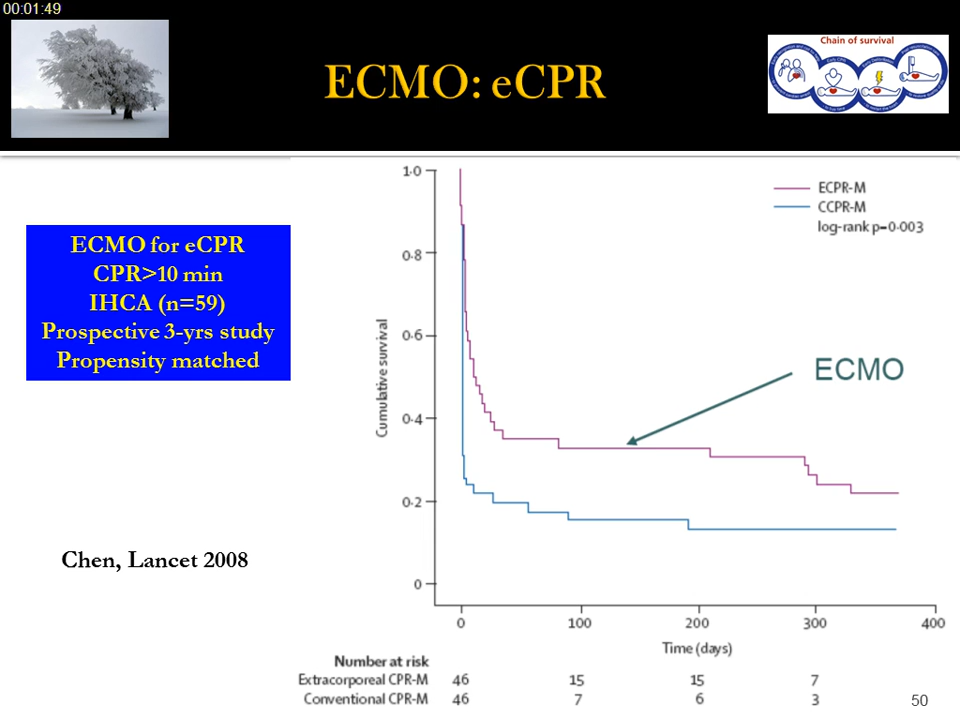 00:01:49
ECMO: eCPR
Chain of survival
ECMO for eCPR
CPR>10 min
IHCA (n=59)
Prospective 3-yrs study
Propensity matched
Chen, Lancet 2008
ECPR-M
CCPR-M
log-rank p=0·003
ECMO
Cumulative survival
1·0
0·8
0·6
0·4
0·2
0
0 100 200 300 400
Time (days)
Number at risk
Extracorporeal CPR-M 46 15 15 7
Conventional CPR-M 46 7 6 3
50